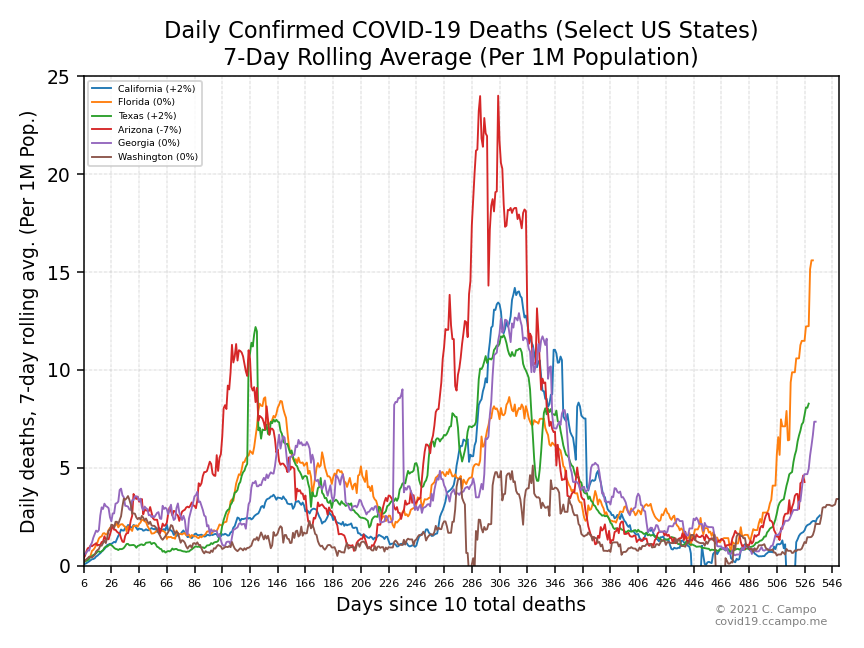 Daily Confirmed COVID-19 Deaths (Select US States)
7-Day Rolling Average (Per 1M Population)
Daily deaths, 7-day rolling avg. (Per 1M Pop.)
25
20
15
10
5
0
California (+2%)
Florida (0%)
Texas (+2%)
Arizona (-7%)
Georgia (0%)
Washington (0%)
6 26 46 66 86 106 126 146 166 186 206 226 246 266 286 306 326 346 366 386 406 426 446 466 486 506 526 546
Days since 10 total deaths
© 2021 C. Campo
covid19.ccampo.me